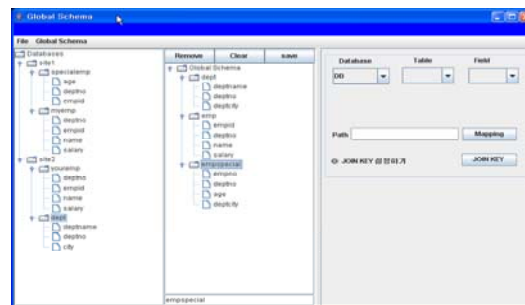 Global Schema
File Global Schema
Databases
site1
specialemp
age
deptno
empid
myemp
deptno
empid
name
salary
site2
youremp
deptno
empid
name
salary
dept
deptname
deptno
city
Remove Clear save
Global Schema
dept
deptname
deptno
deptcity
emp
empid
deptno
name
salary
empspecial
empno
deptno
age
deptcity
empspecial
Database Table Field
DB
Path Mapping
JOIN KEY 설정하기 JOIN KEY